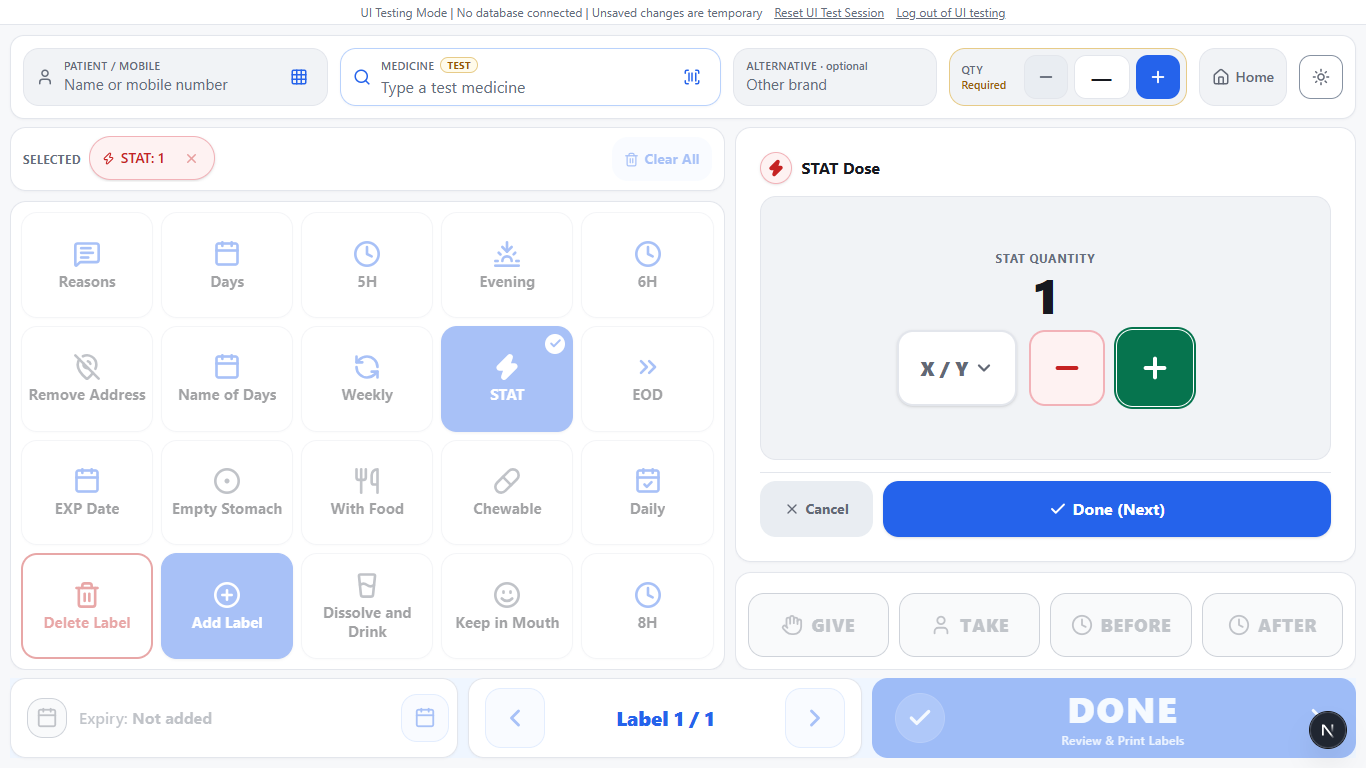 UI Testing Mode | No database connected | Unsaved changes are temporary Reset UI Test Session Log out of UI testing
PATIENT / MOBILE
Name or mobile number
MEDICINE TEST
Type a test medicine
ALTERNATIVE · optional
Other brand
QTY
Required
Home
SELECTED
STAT: 1
Clear All
Reasons
Days
5H
Evening
6H
Remove Address
Name of Days
Weekly
STAT
EOD
EXP Date
Empty Stomach
With Food
Chewable
Daily
Delete Label
Add Label
Dissolve and
Drink
Keep in Mouth
8H
STAT Dose
STAT QUANTITY
1
X / Y
Cancel
Done (Next)
GIVE
TAKE
BEFORE
AFTER
Expiry: Not added
Label 1 / 1
DONE
Review & Print Labels
N